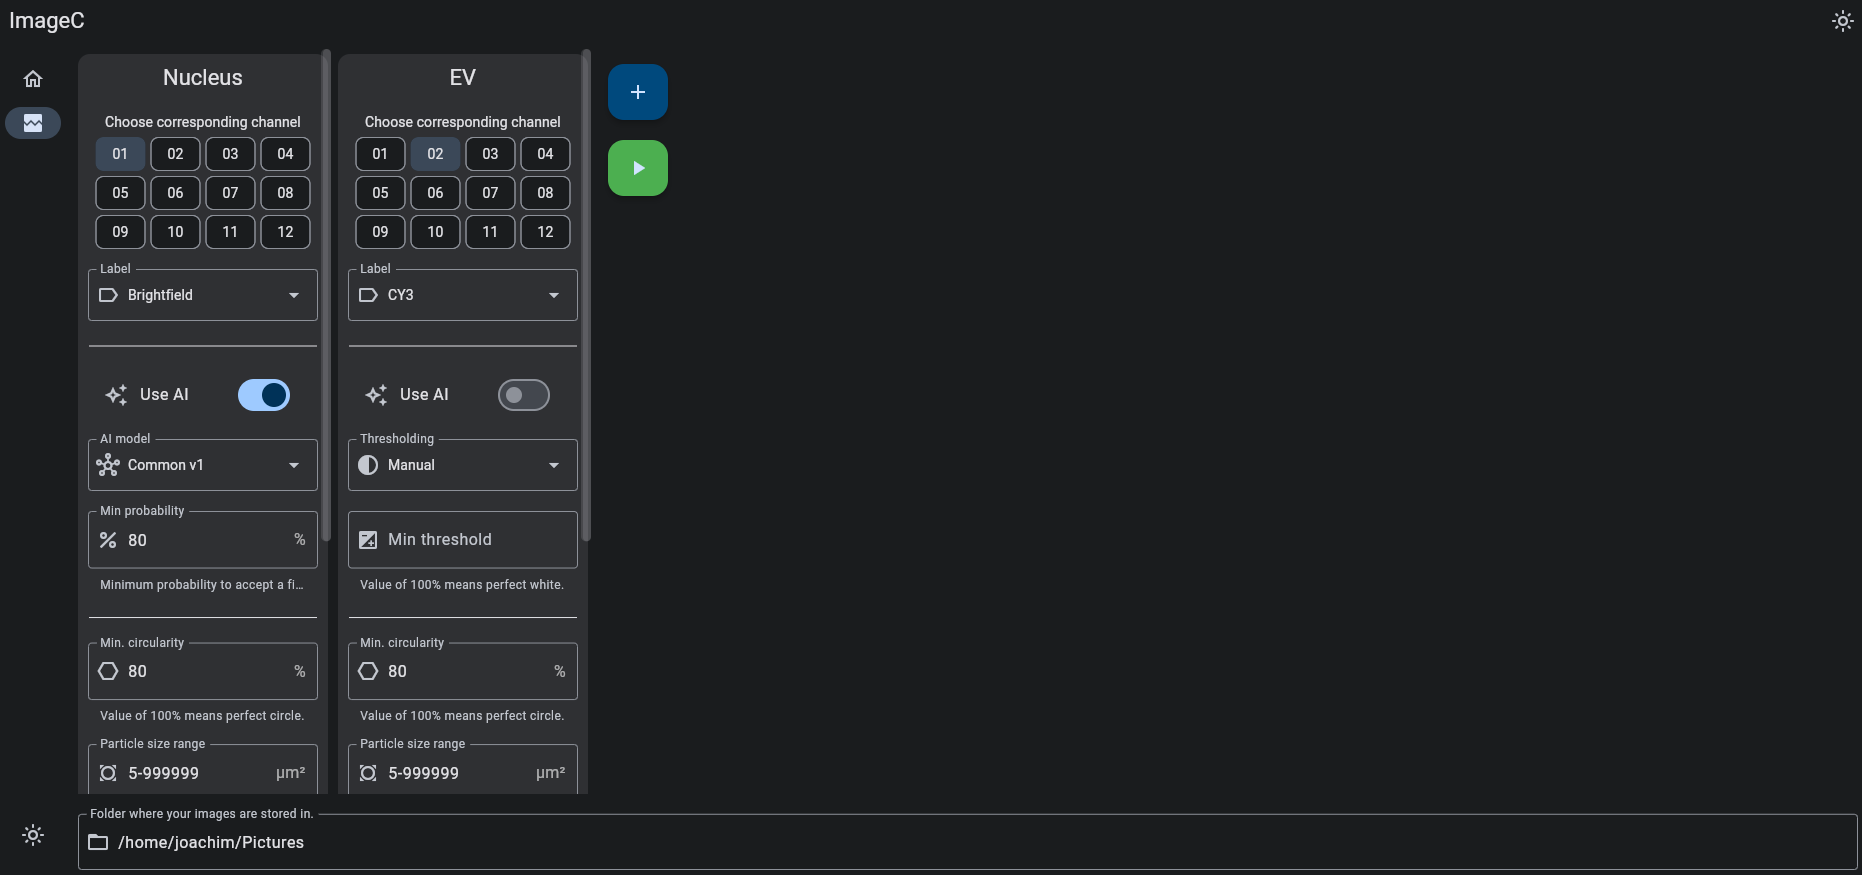 ImageC
Nucleus
Choose corresponding channel
01 02 03 04
05 06 07 08
09 10 11 12
Label
Brightfield
Use AI
AI model
Common v1
Min probability
80 %
Minimum probability to accept a fi…
Min. circularity
80 %
Value of 100% means perfect circle.
Particle size range
5-999999 µm²
EV
Choose corresponding channel
01 02 03 04
05 06 07 08
09 10 11 12
Label
CY3
Use AI
Thresholding
Manual
Min threshold
Value of 100% means perfect white.
Min. circularity
80 %
Value of 100% means perfect circle.
Particle size range
5-999999 µm²
Folder where your images are stored in.
/home/joachim/Pictures